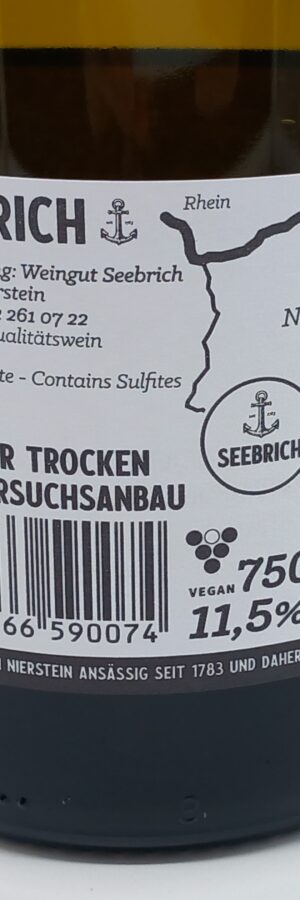 RICH
Rhein
g: Weingut Seebrich
rstein
2 261 07 22
ualitätswein
N
te - Contains Sulfites
SEEBRICH
R TROCKEN
RSUCHSANBAU
66 590074
VEGAN 750
11,5%
NIERSTEIN ANSÄSSIG SEIT 1783 UND DAHER